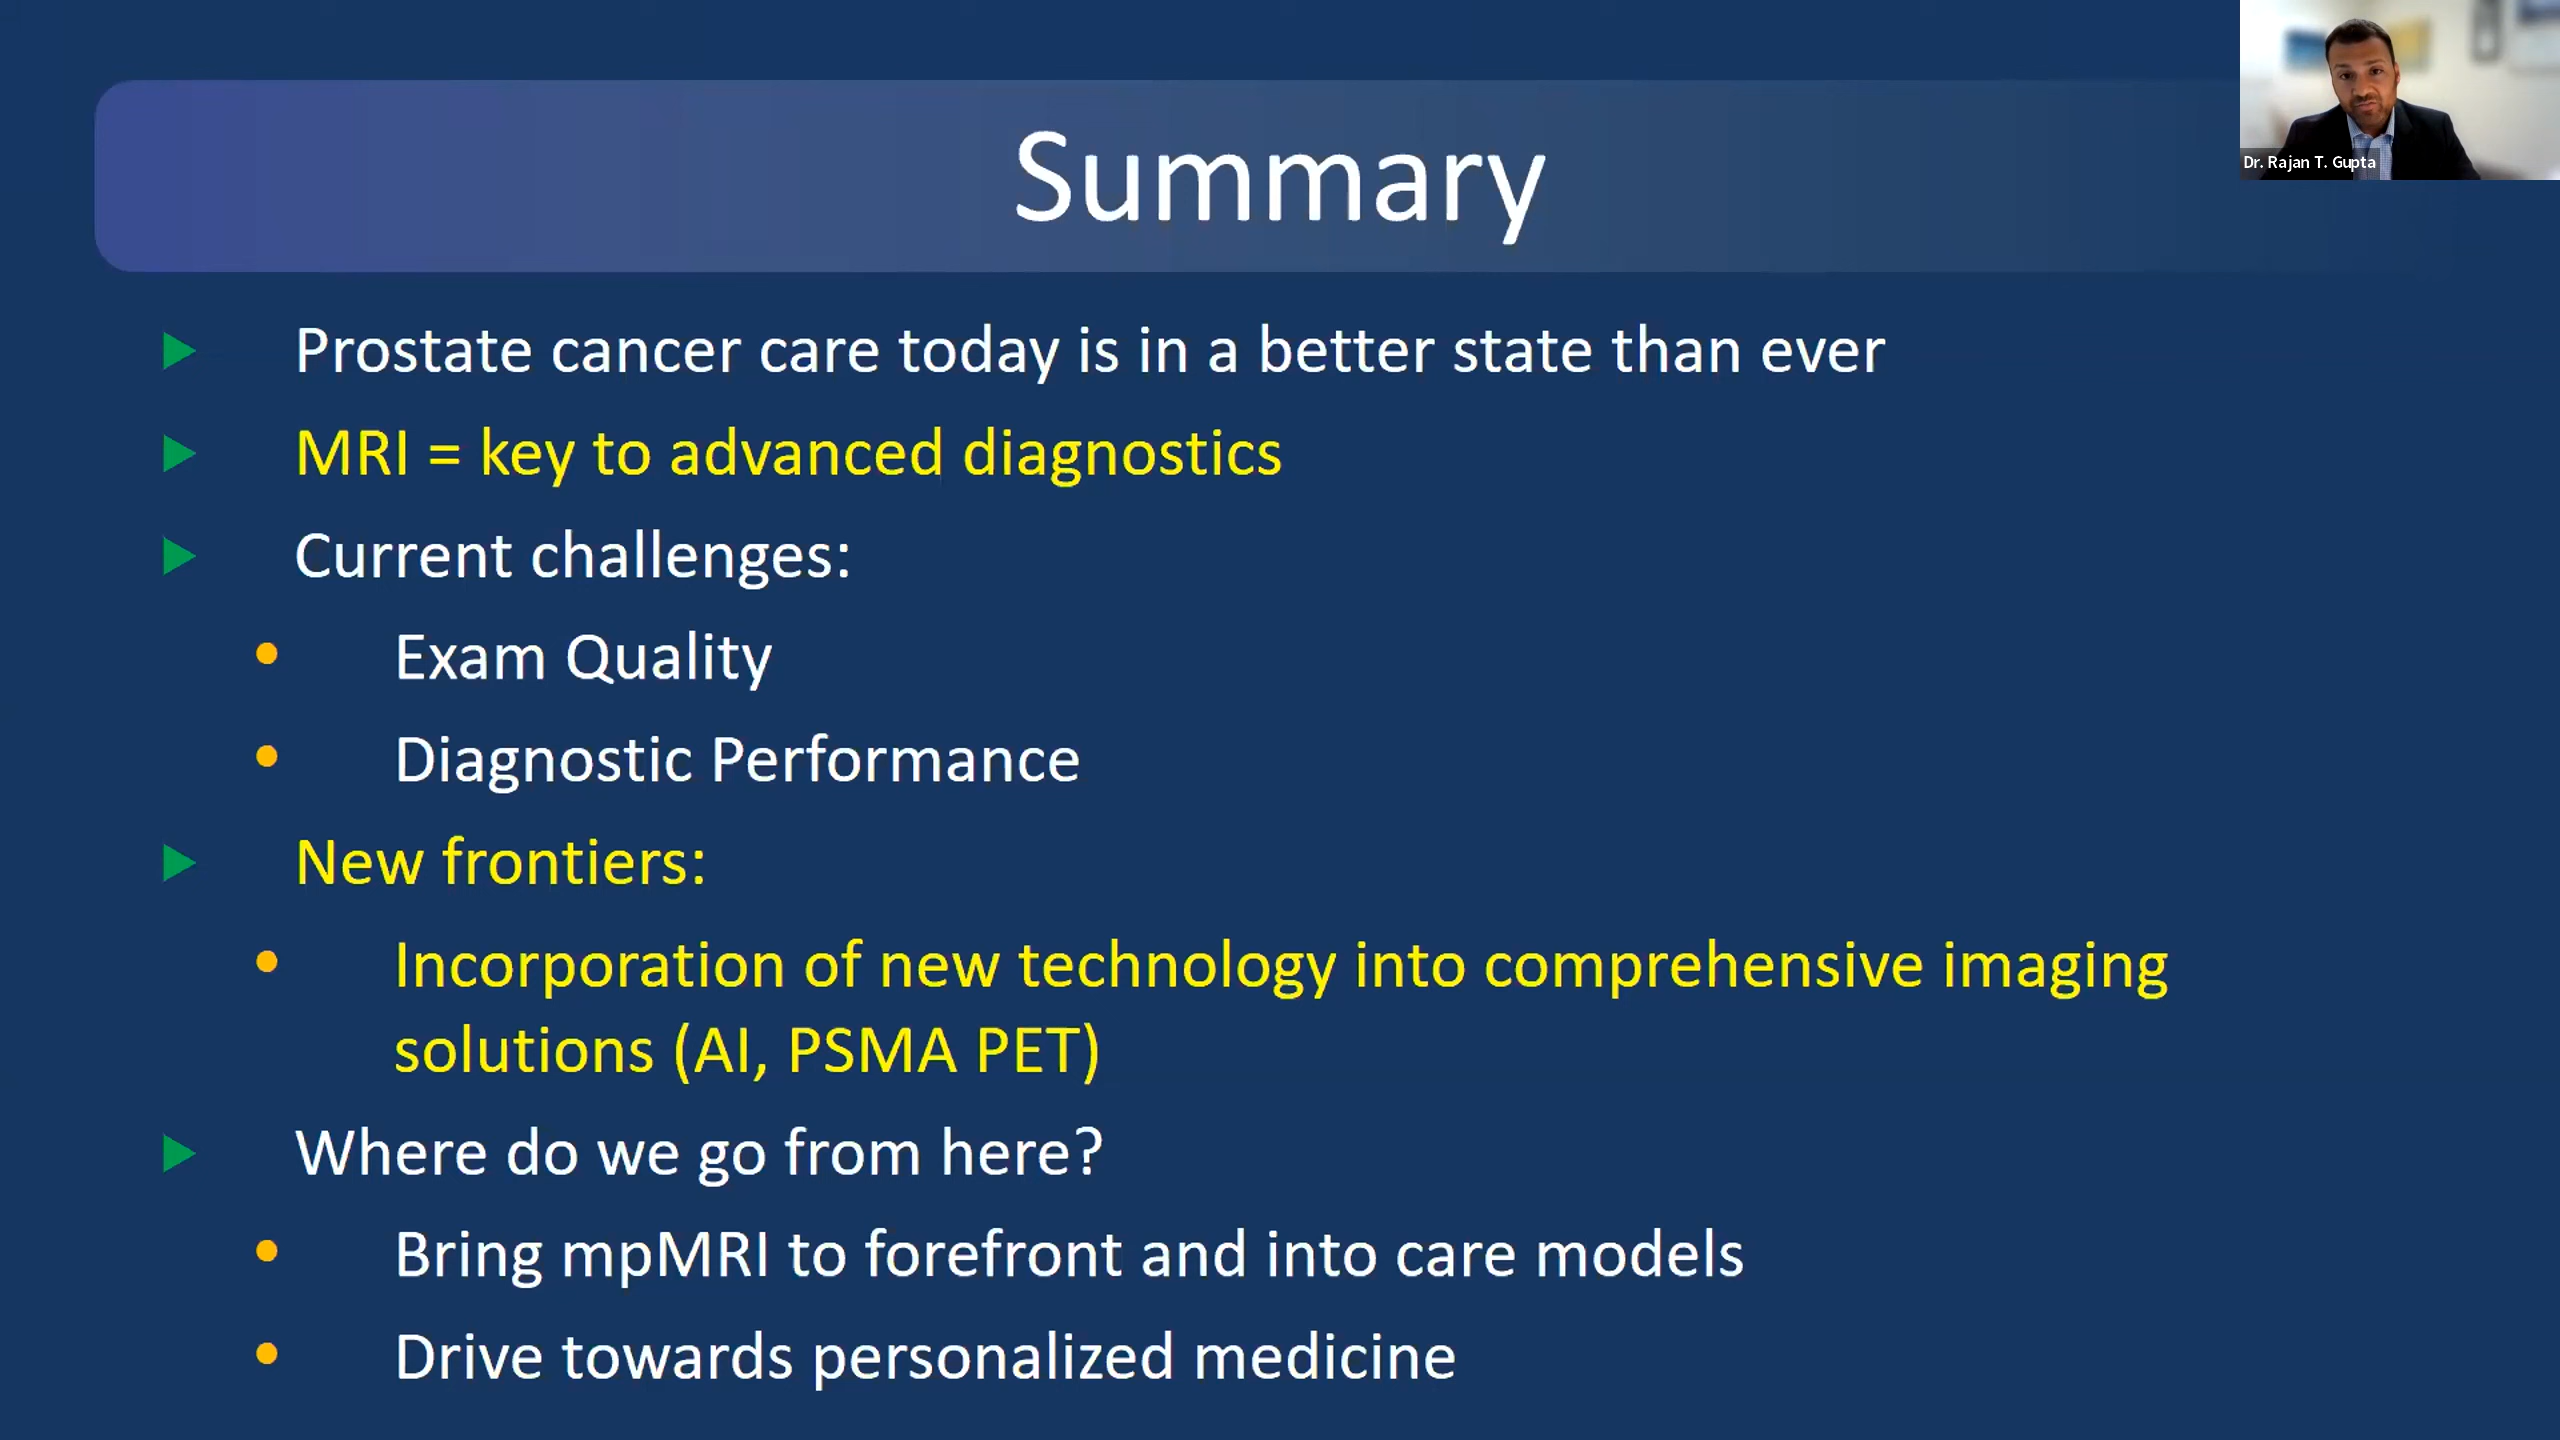 Summary
Dr. Rajan T. Gupta
Prostate cancer care today is in a better state than ever
MRI = key to advanced diagnostics
Current challenges:
Exam Quality
Diagnostic Performance
New frontiers:
Incorporation of new technology into comprehensive imaging
solutions (AI, PSMA PET)
Where do we go from here?
Bring mpMRI to forefront and into care models
Drive towards personalized medicine